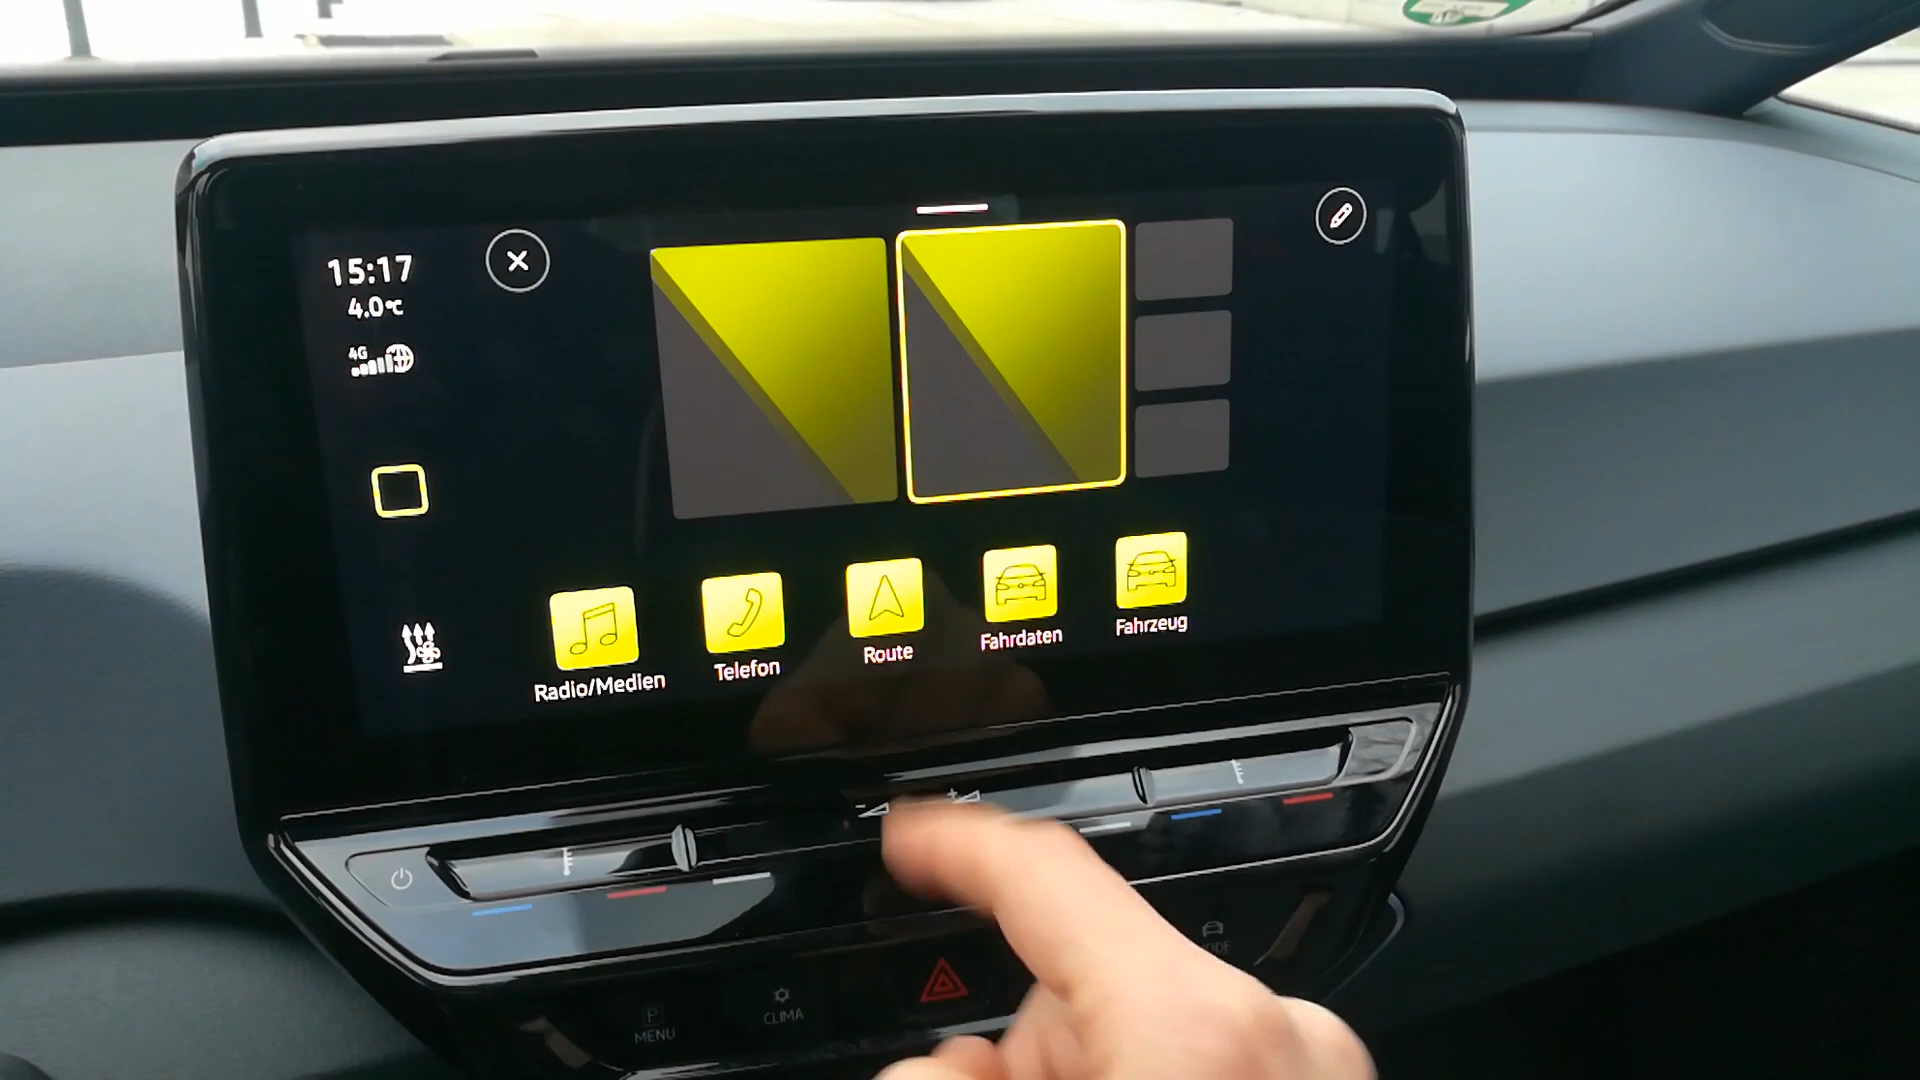 15:17
4.0°C
4G
Radio/Medien
Telefon
Route
Fahrdaten
Fahrzeug
- +
P
MENU
CLIMA